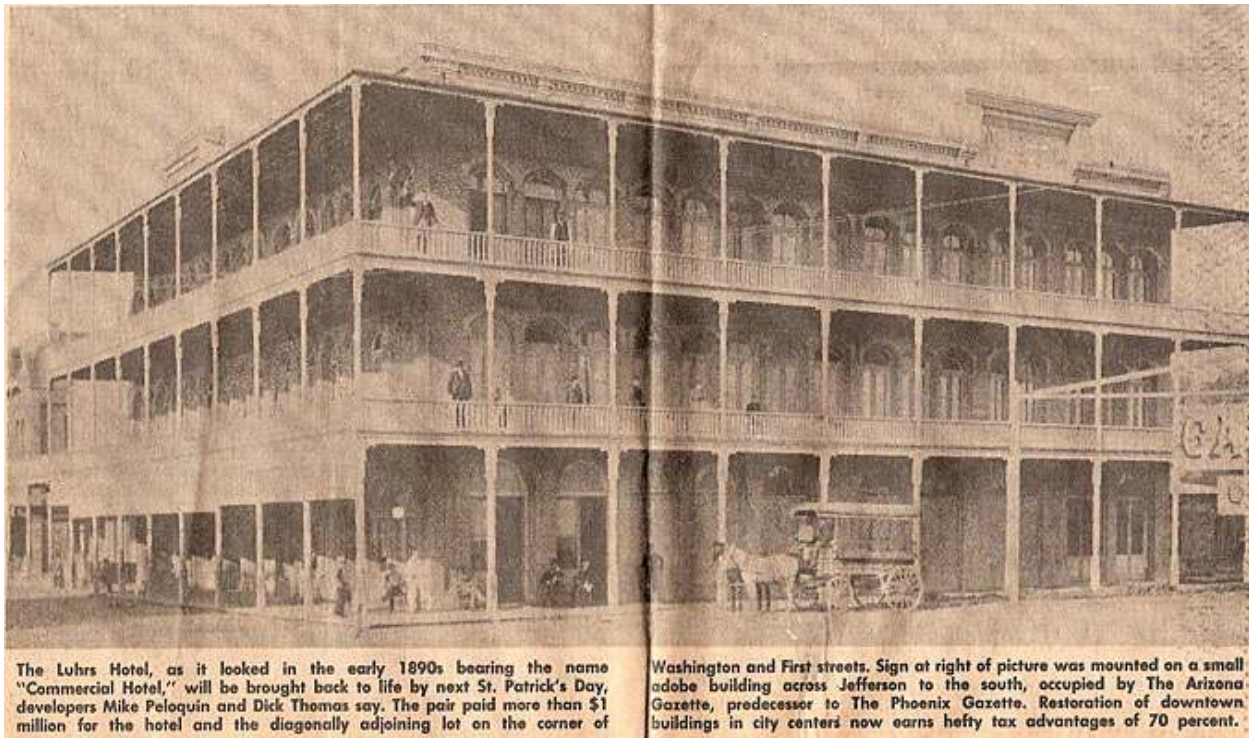 GA
The Luhrs Hotel, as it looked in the early 1890s bearing the name
"Commercial Hotel," will be brought back to life by next St. Patrick's Day,
developers Mike Peloquin and Dick Thomas say. The pair paid more than $1
million for the hotel and the diagonally adjoining lot on the corner of
Washington and First streets. Sign at right of picture was mounted on a small
adobe building across Jefferson to the south, occupied by The Arizona
Gazette, predecessor to The Phoenix Gazette. Restoration of downtown
buildings in city centers now earns hefty tax advantages of 70 percent.